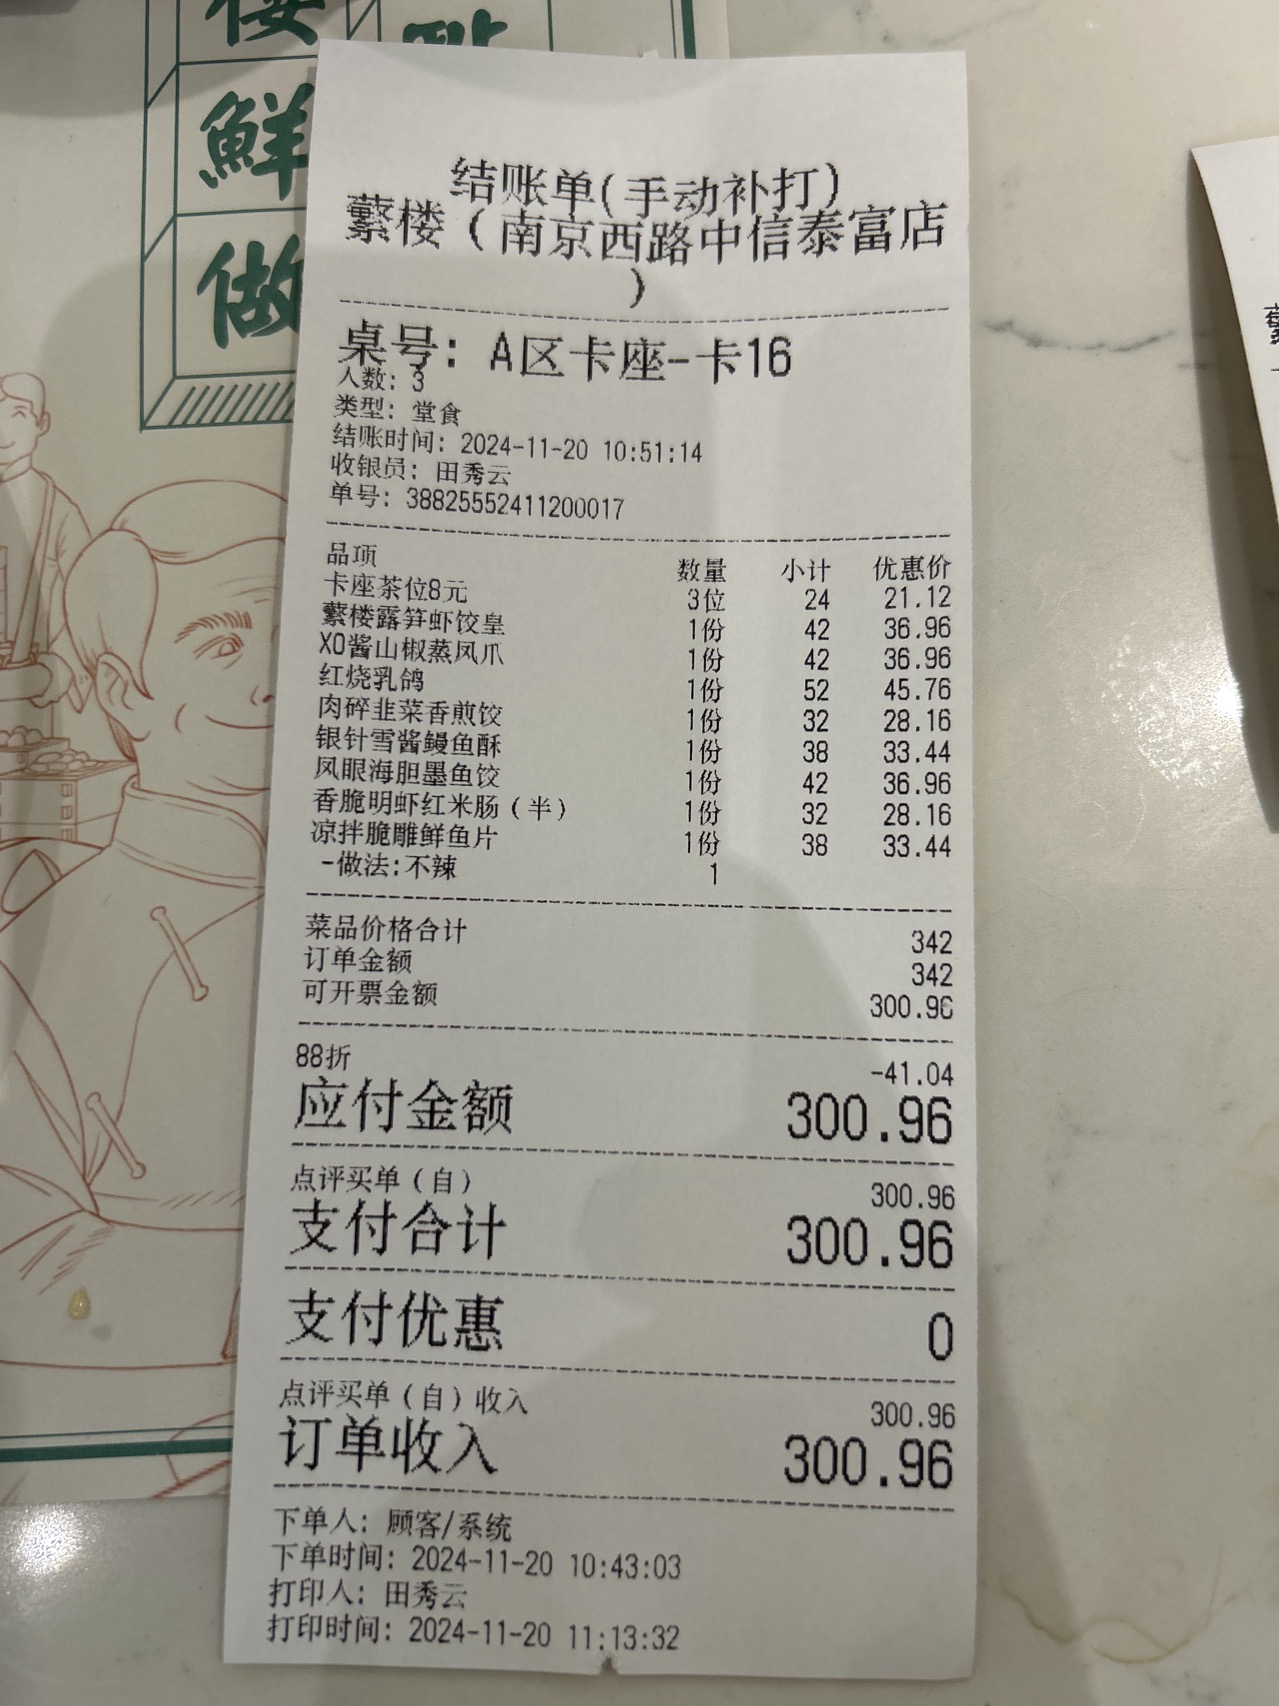 鮮
做
结账单(手动补打)
蘩楼（南京西路中信泰富店
）
桌号: A区卡座-卡16
人数: 3
类型: 堂食
结账时间: 2024-11-20 10:51:14
收银员: 田秀云
单号: 38825552411200017
品项 数量 小计 优惠价
卡座茶位8元 3位 24 21.12
蘩楼露笋虾饺皇 1份 42 36.96
XO酱山椒蒸凤爪 1份 42 36.96
红烧乳鸽 1份 52 45.76
肉碎韭菜香煎饺 1份 32 28.16
银针雪酱鳗鱼酥 1份 38 33.44
凤眼海胆墨鱼饺 1份 42 36.96
香脆明虾红米肠（半） 1份 32 28.16
凉拌脆雕鲜鱼片 1份 38 33.44
-做法:不辣 1
菜品价格合计 342
订单金额 342
可开票金额 300.96
88折 -41.04
应付金额 300.96
点评买单（自） 300.96
支付合计 300.96
支付优惠 0
点评买单（自）收入 300.96
订单收入 300.96
下单人: 顾客/系统
下单时间: 2024-11-20 10:43:03
打印人: 田秀云
打印时间: 2024-11-20 11:13:32